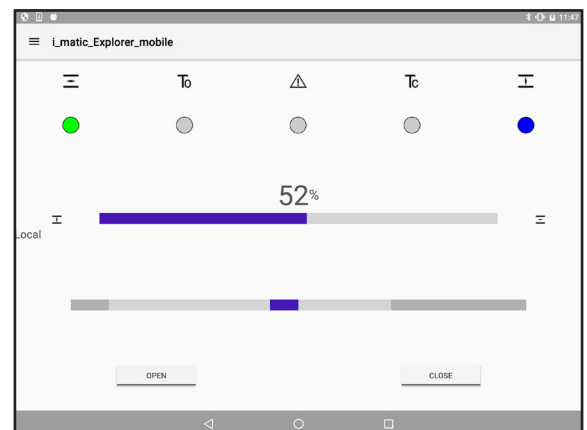 11:47
i_matic_Explorer_mobile
To
Tc
52%
Local
OPEN
CLOSE